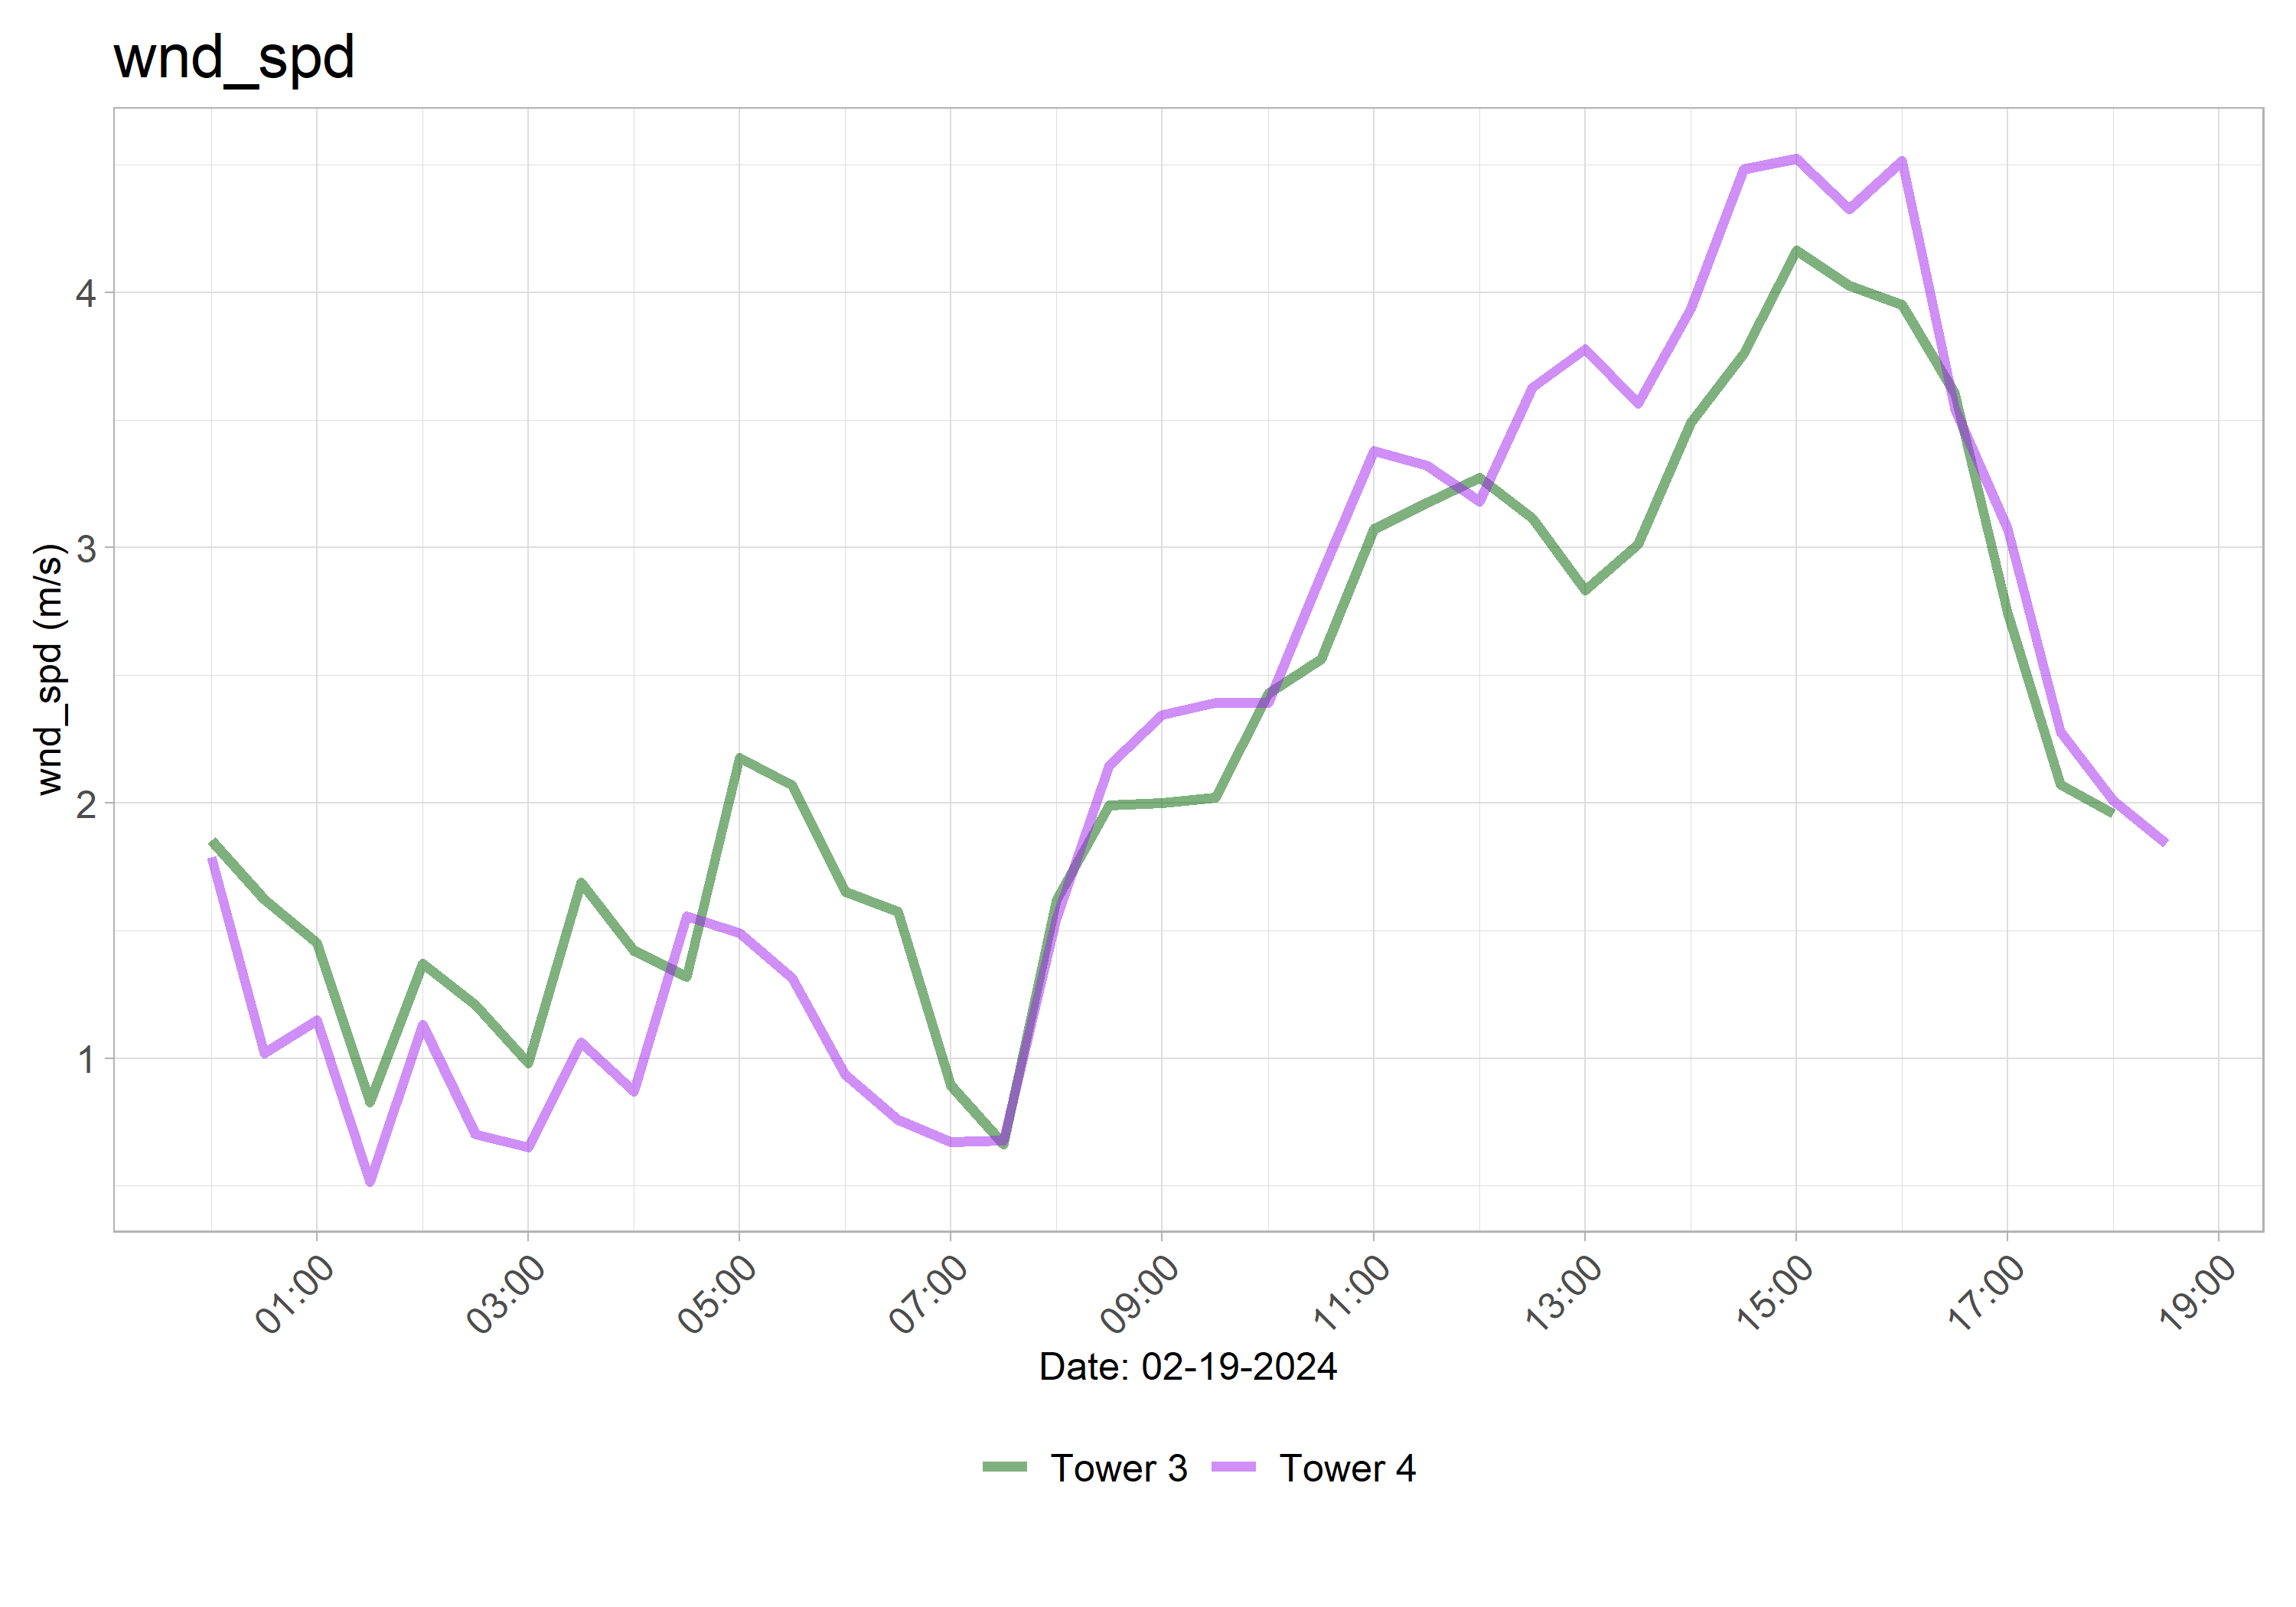 wnd_spd
wnd_spd (m/s)
4
3
2
1
01:00 03:00 05:00 07:00 09:00 11:00 13:00 15:00 17:00 19:00
Date: 02-19-2024
Tower 3 Tower 4